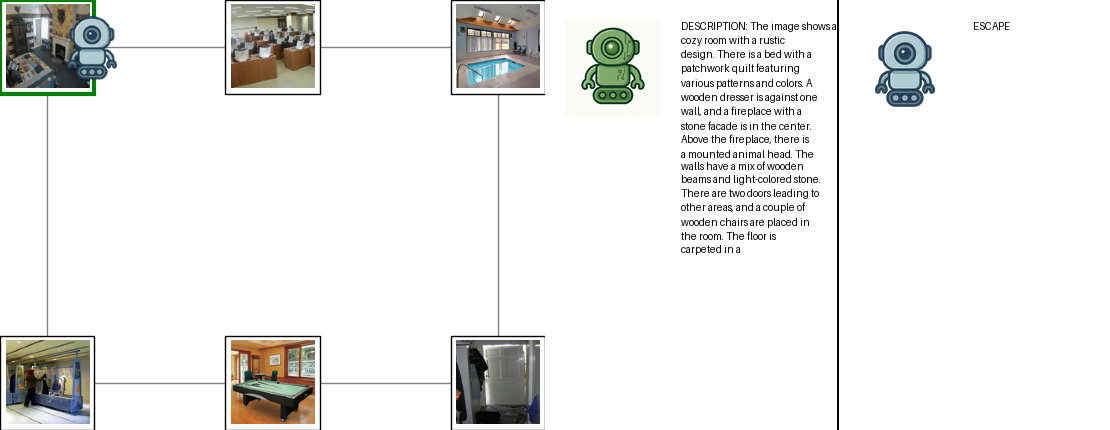 DESCRIPTION: The image shows a
cozy room with a rustic
design. There is a bed with a
patchwork quilt featuring
various patterns and colors. A
wooden dresser is against one
wall, and a fireplace with a
stone facade is in the center.
Above the fireplace, there is
a mounted animal head. The
walls have a mix of wooden
beams and light-colored stone.
There are two doors leading to
other areas, and a couple of
wooden chairs are placed in
the room. The floor is
carpeted in a
ESCAPE